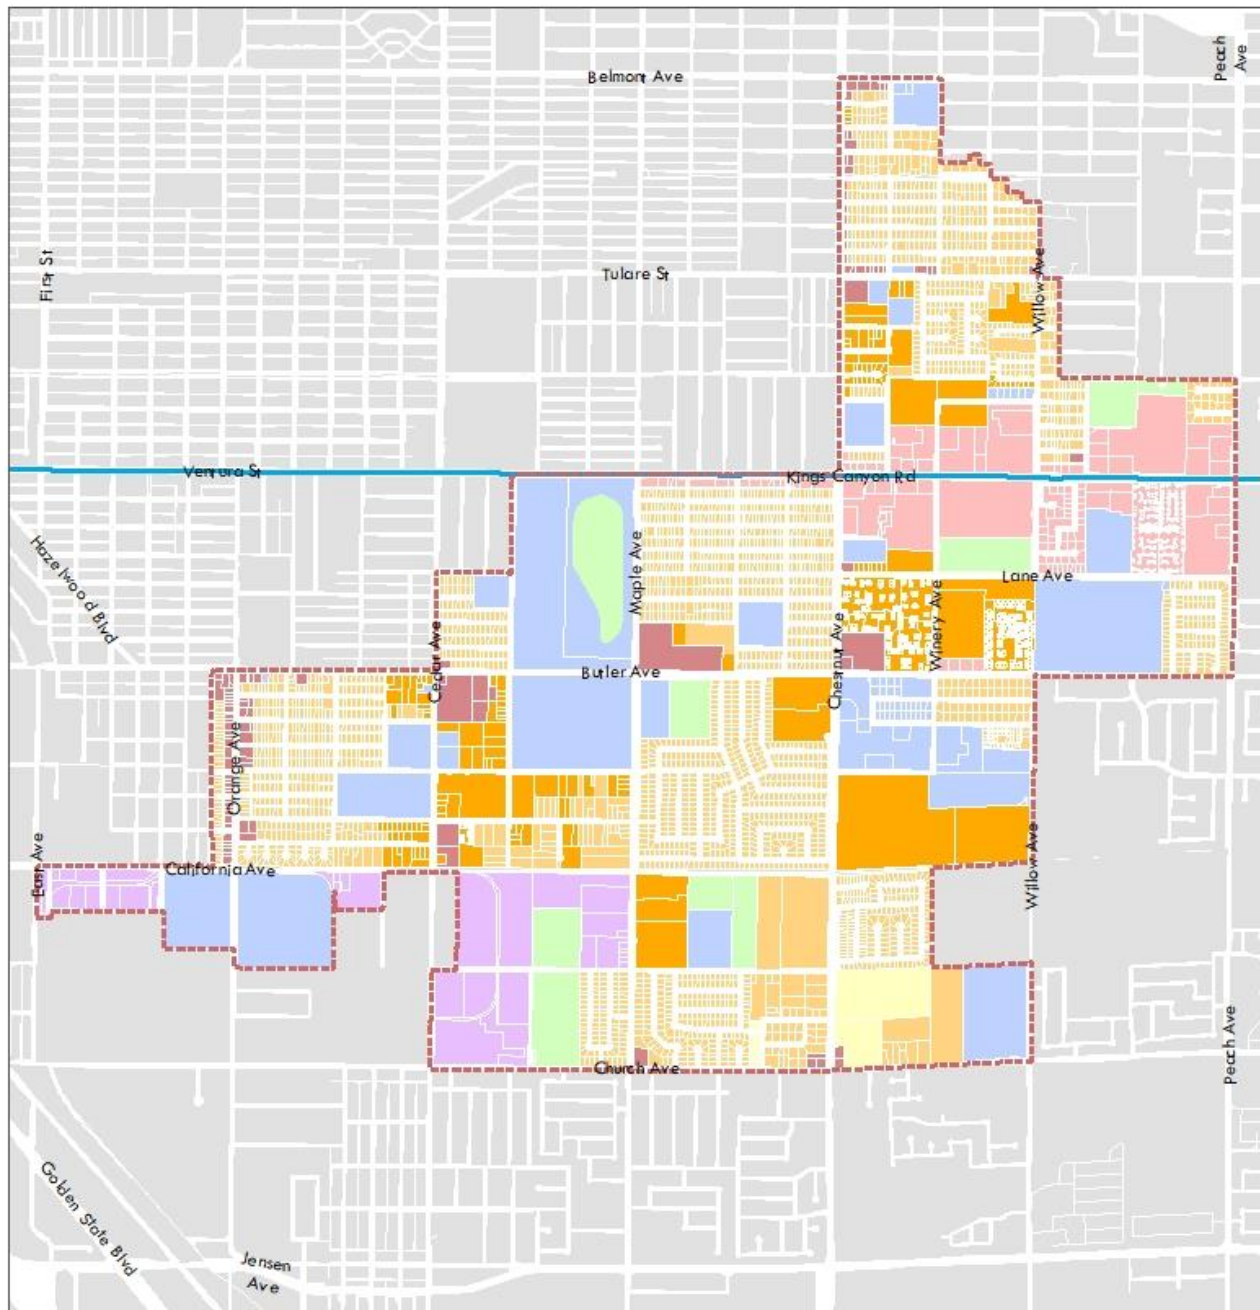 Belmont Ave
Peach
Ave
First St
Tulare St
Willow Ave
Ventura St
Kings Canyon Rd
Hazelwood Blvd
Maple Ave
Lane Ave
Cedar Ave
Chestnut Ave
Winery Ave
Butler Ave
Orange Ave
East Ave
California Ave
Willow Ave
Peach Ave
Church Ave
Golden State Blvd
Jensen
Ave